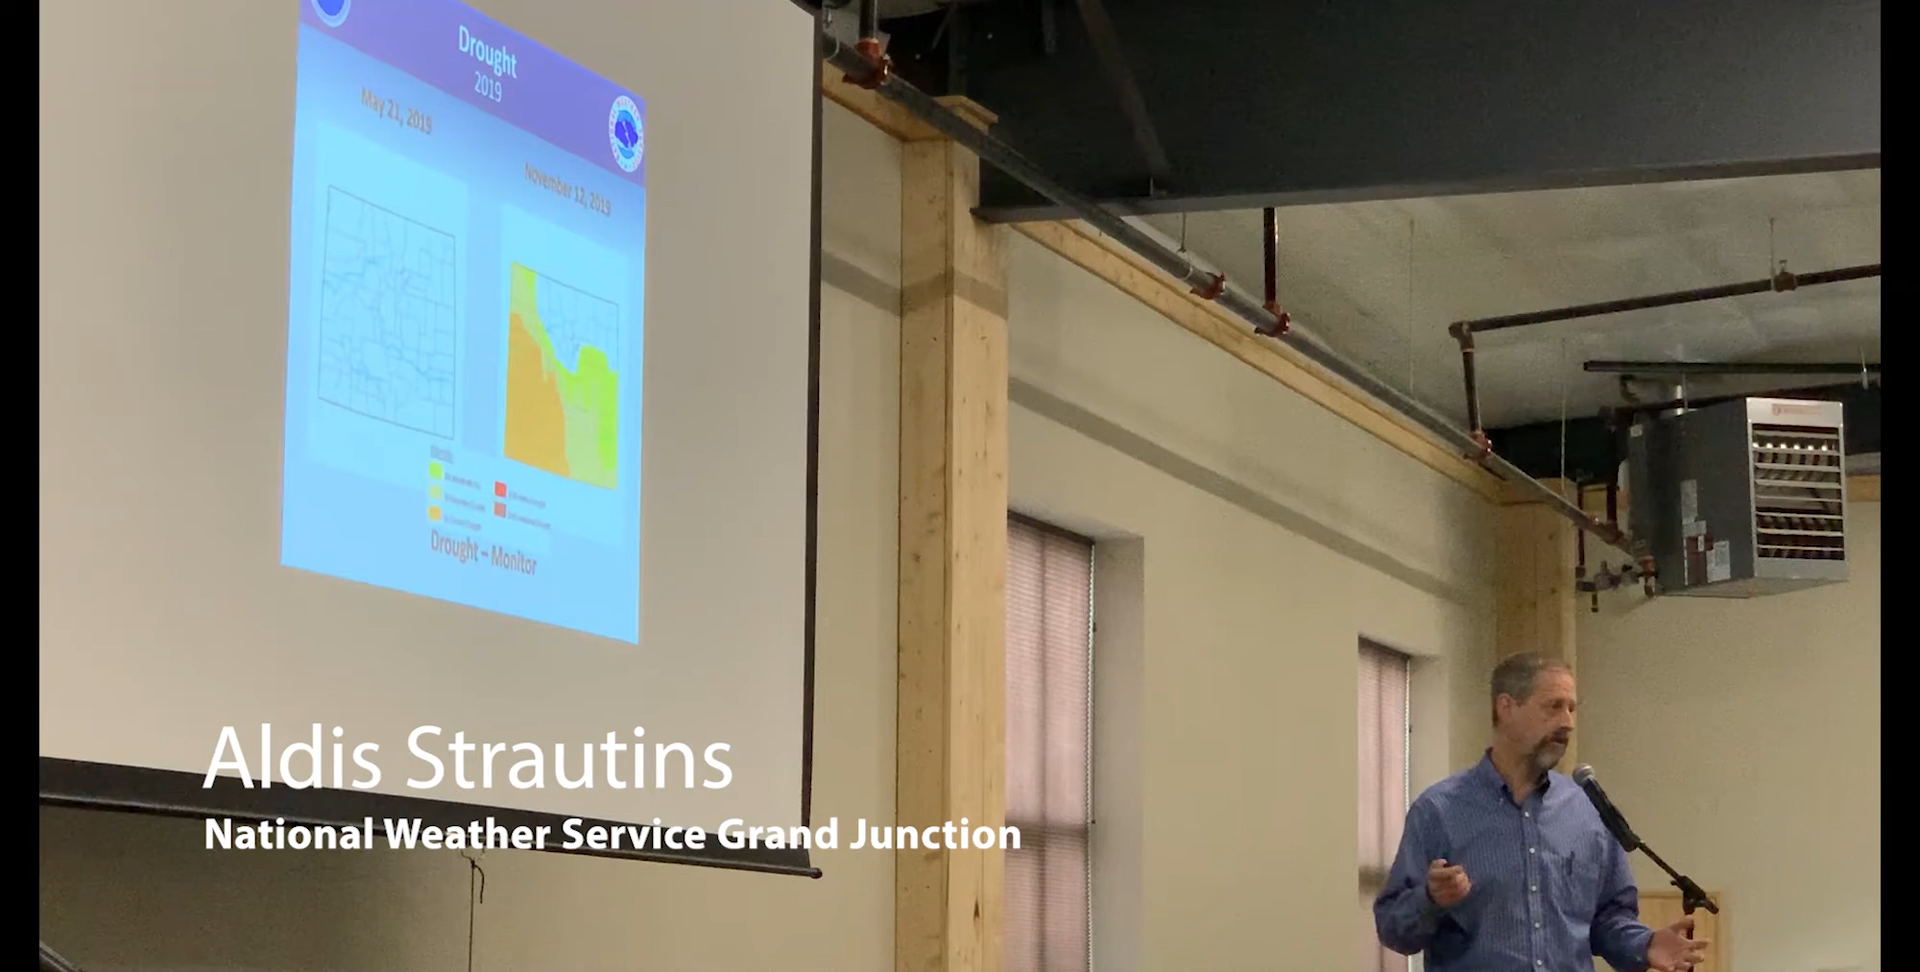 Drought
2019
May 21, 2019
November 12, 2019
Drought – Monitor
Aldis Strautins
National Weather Service Grand Junction